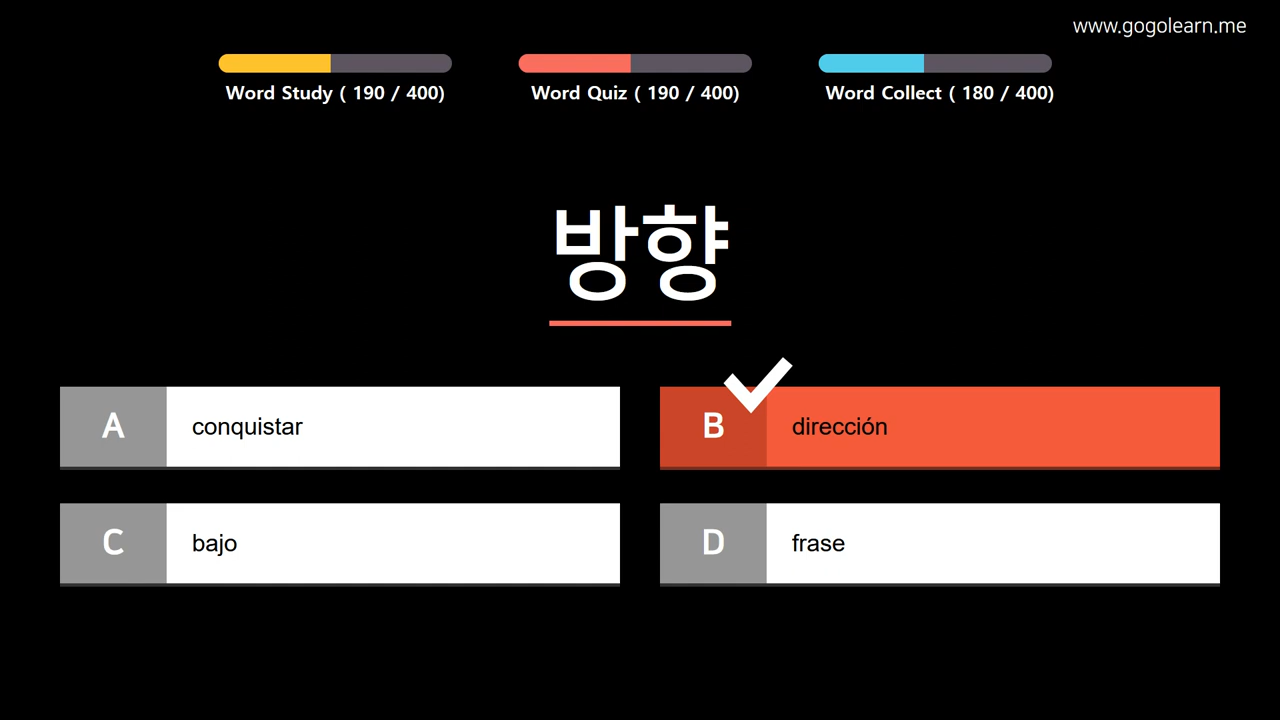 www.gogolearn.me
Word Study ( 190 / 400)
Word Quiz ( 190 / 400)
Word Collect ( 180 / 400)
방향
A conquistar
B dirección
C bajo
D frase